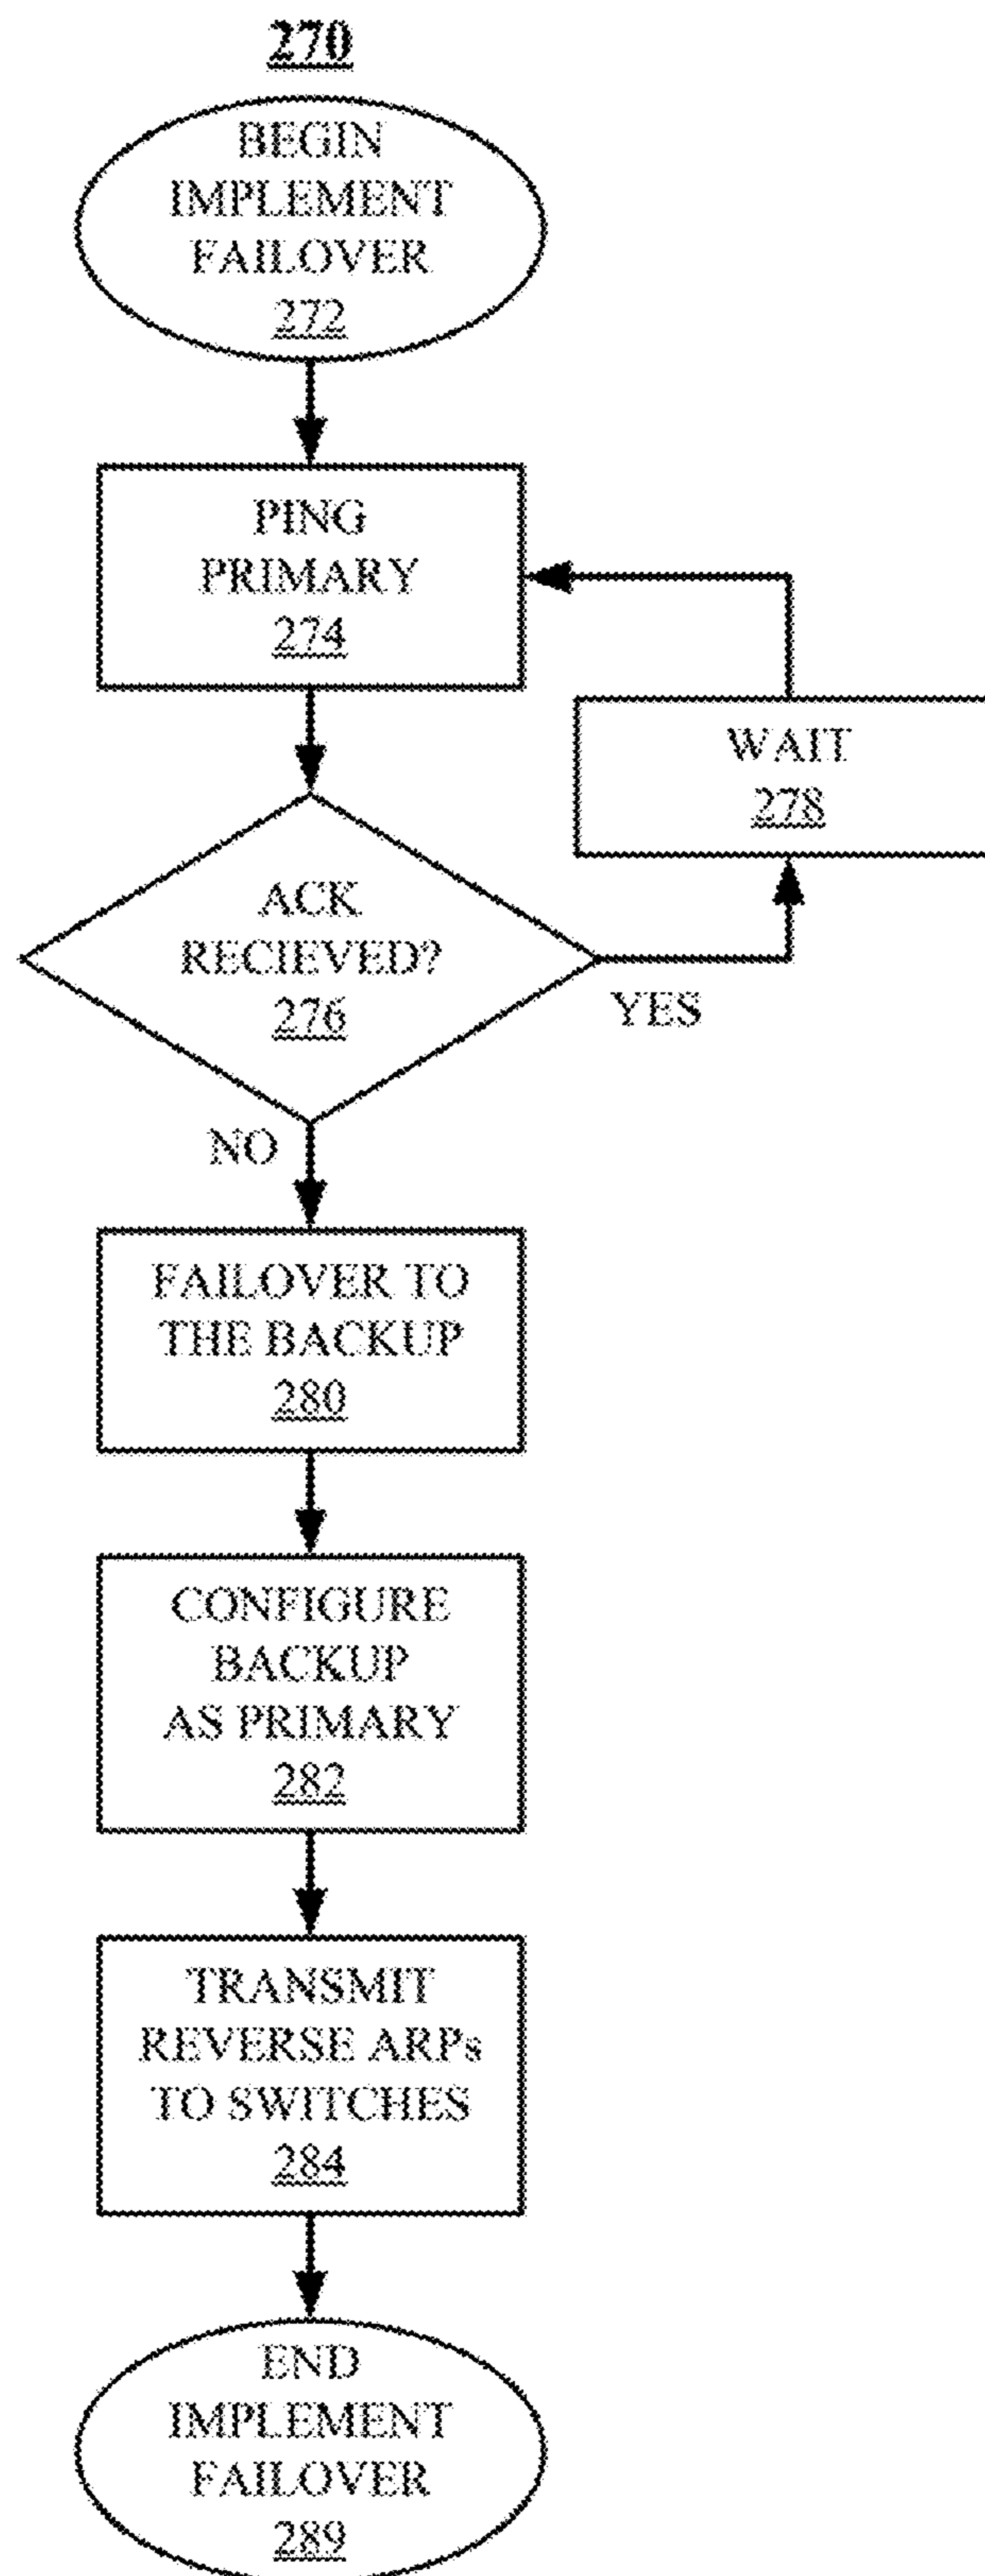 270
BEGIN
IMPLEMENT
FAILOVER
272
PING
PRIMARY
274
WAIT
278
ACK
RECIEVED?
276
YES
NO
FAILOVER TO
THE BACKUP
280
CONFIGURE
BACKUP
AS PRIMARY
282
TRANSMIT
REVERSE ARPs
TO SWITCHES
284
END
IMPLEMENT
FAILOVER
289